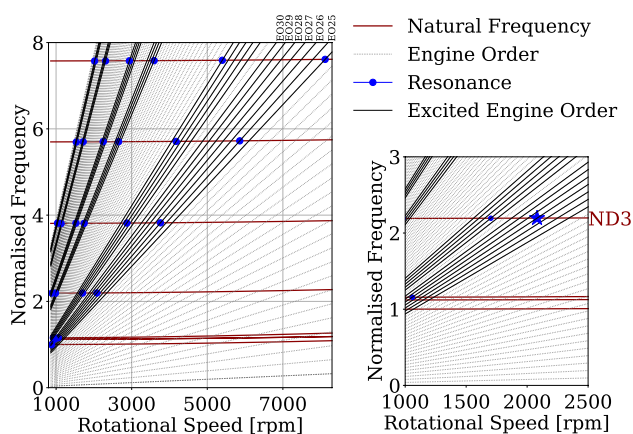 EO30
EO29
EO28
EO27
EO26
EO25
Natural Frequency
Engine Order
Resonance
Excited Engine Order
Normalised Frequency
8
6
4
2
0
1000 3000 5000 7000
Rotational Speed [rpm]
Normalised Frequency
3
2
1
0
ND3
1000 1500 2000 2500
Rotational Speed [rpm]